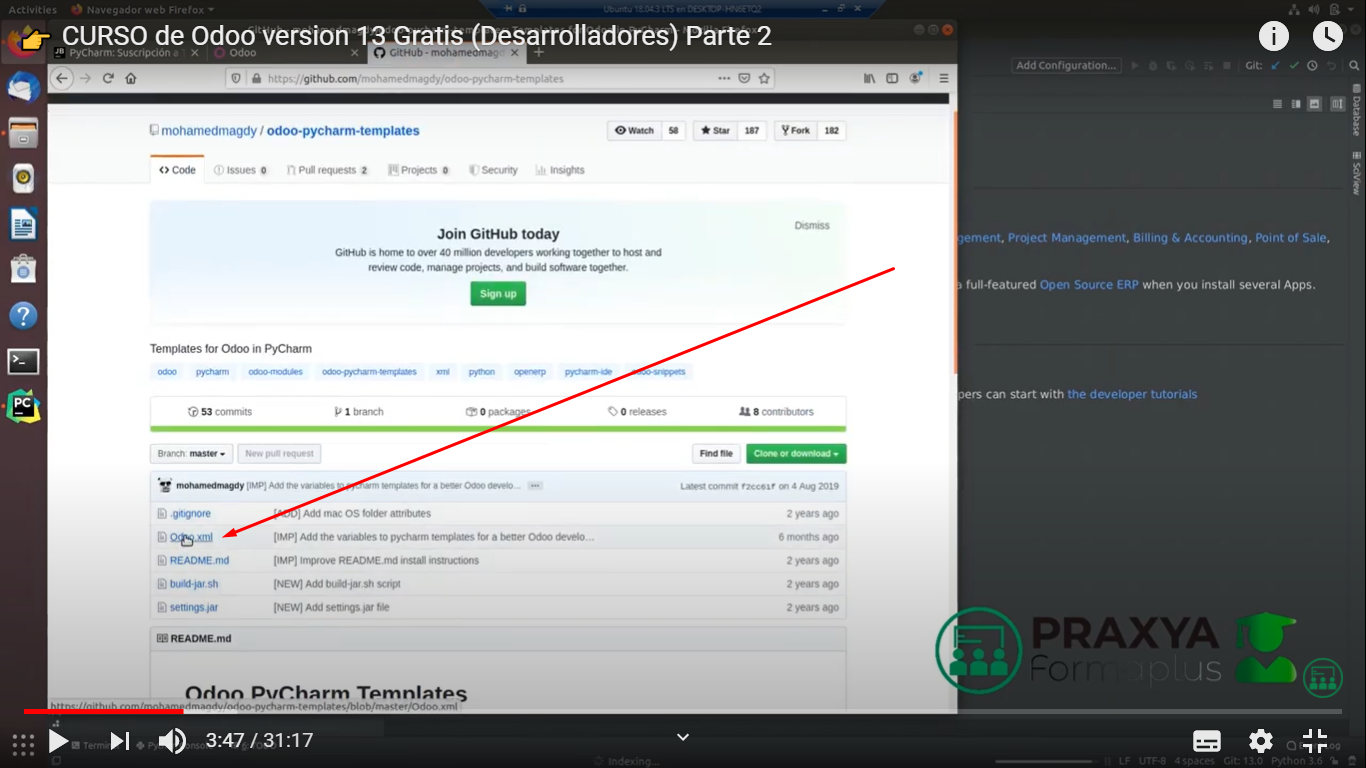 Activities
Navegador web Firefox
Ubuntu 18.04.3 LTS en DESKTOP-HN6ETQ2
CURSO de Odoo version 13 Gratis (Desarrolladores) Parte 2
PyCharm: Suscripción a
Odoo
GitHub - mohamedmagd
https://github.com/mohamedmagdy/odoo-pycharm-templates
Add Configuration...
Git:
Database
SciView
mohamedmagdy / odoo-pycharm-templates
Watch 58
Star 187
Fork 182
Code
Issues 0
Pull requests 2
Projects 0
Security
Insights
Join GitHub today
Dismiss
GitHub is home to over 40 million developers working together to host and
review code, manage projects, and build software together.
Sign up
gement, Project Management, Billing & Accounting, Point of Sale,
a full-featured Open Source ERP when you install several Apps.
Templates for Odoo in PyCharm
odoo pycharm odoo-modules odoo-pycharm-templates xml python openerp pycharm-ide odoo-snippets
pers can start with the developer tutorials
53 commits
1 branch
0 packages
0 releases
8 contributors
Branch: master
New pull request
Find file
Clone or download
mohamedmagdy [IMP] Add the variables to pycharm templates for a better Odoo develo...
Latest commit f2cce1f on 4 Aug 2019
.gitignore [ADD] Add mac OS folder attributes 2 years ago
Odoo.xml [IMP] Add the variables to pycharm templates for a better Odoo develo... 6 months ago
README.md [IMP] Improve README.md install instructions 2 years ago
build-jar.sh [NEW] Add build-jar.sh script 2 years ago
settings.jar [NEW] Add settings.jar file 2 years ago
README.md
PRAXYA
Formaplus
Odoo PyCharm Templates
https://github.com/mohamedmagdy/odoo-pycharm-templates/blob/master/Odoo.xml
3:47 / 31:17
Indexing...
LF UTF-8 4 spaces Git: 13.0 Python 3.6